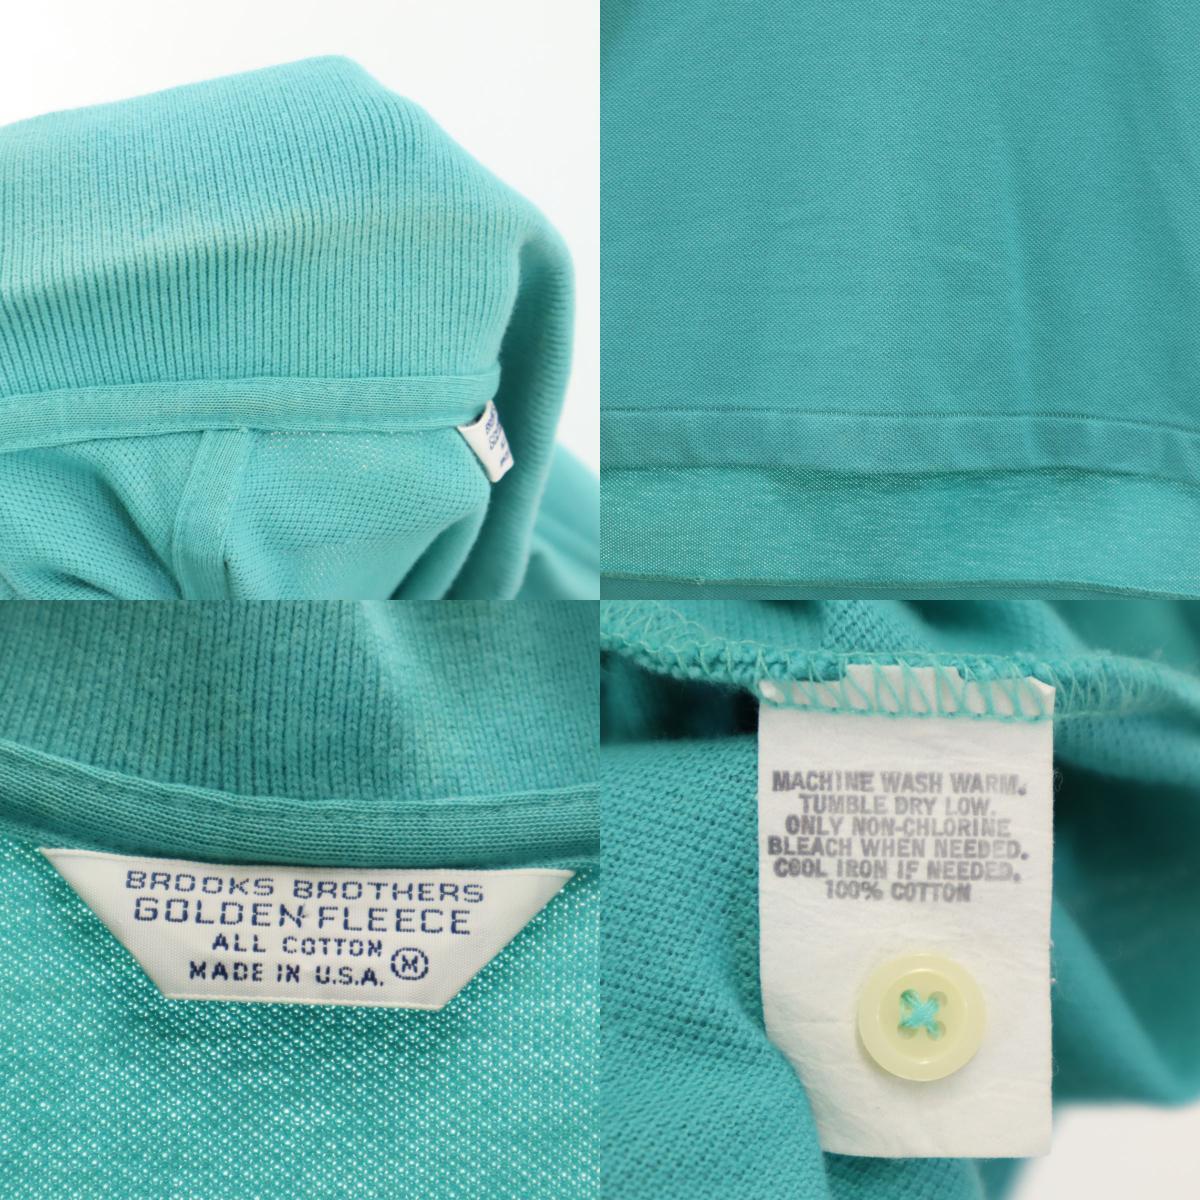 BROOKS BROTHERS
GOLDEN FLEECE
ALL COTTON
MADE IN U.S.A. M
MACHINE WASH WARM.
TUMBLE DRY LOW.
ONLY NON-CHLORINE
BLEACH WHEN NEEDED.
COOL IRON IF NEEDED.
100% COTTON